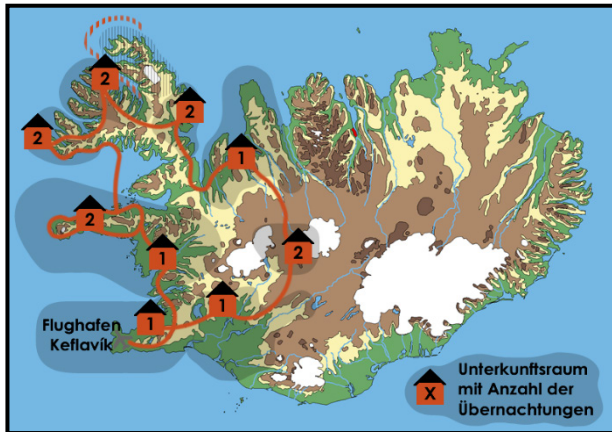 2
2
2
1
2
1
2
1
1
Flughafen
Keflavík
X
Unterkunftsraum
mit Anzahl der
Übernachtungen